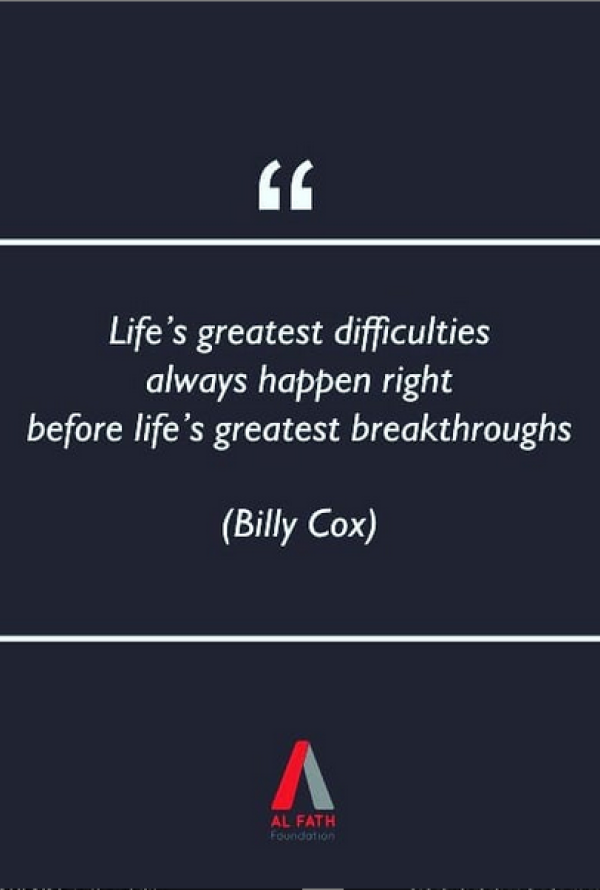 “
Life’s greatest difficulties
always happen right
before life’s greatest breakthroughs
(Billy Cox)
AL FATH
Foundation